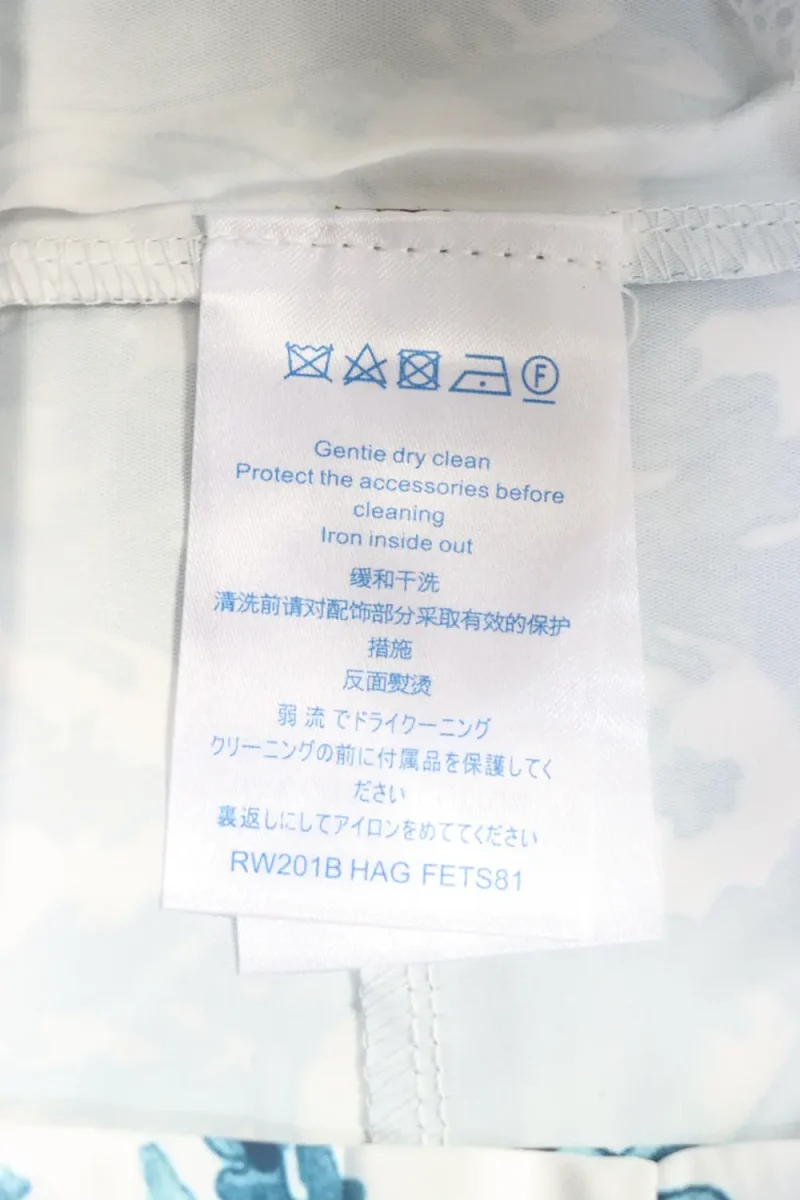 F
Gentie dry clean
Protect the accessories before
cleaning
Iron inside out
缓和干洗
清洗前请对配饰部分采取有效的保护
措施
反面熨烫
弱 流 でドライクーニング
クリーニングの前に付属品を保護してく
ださい
裏返しにしてアイロンをめててください
RW201B HAG FETS81